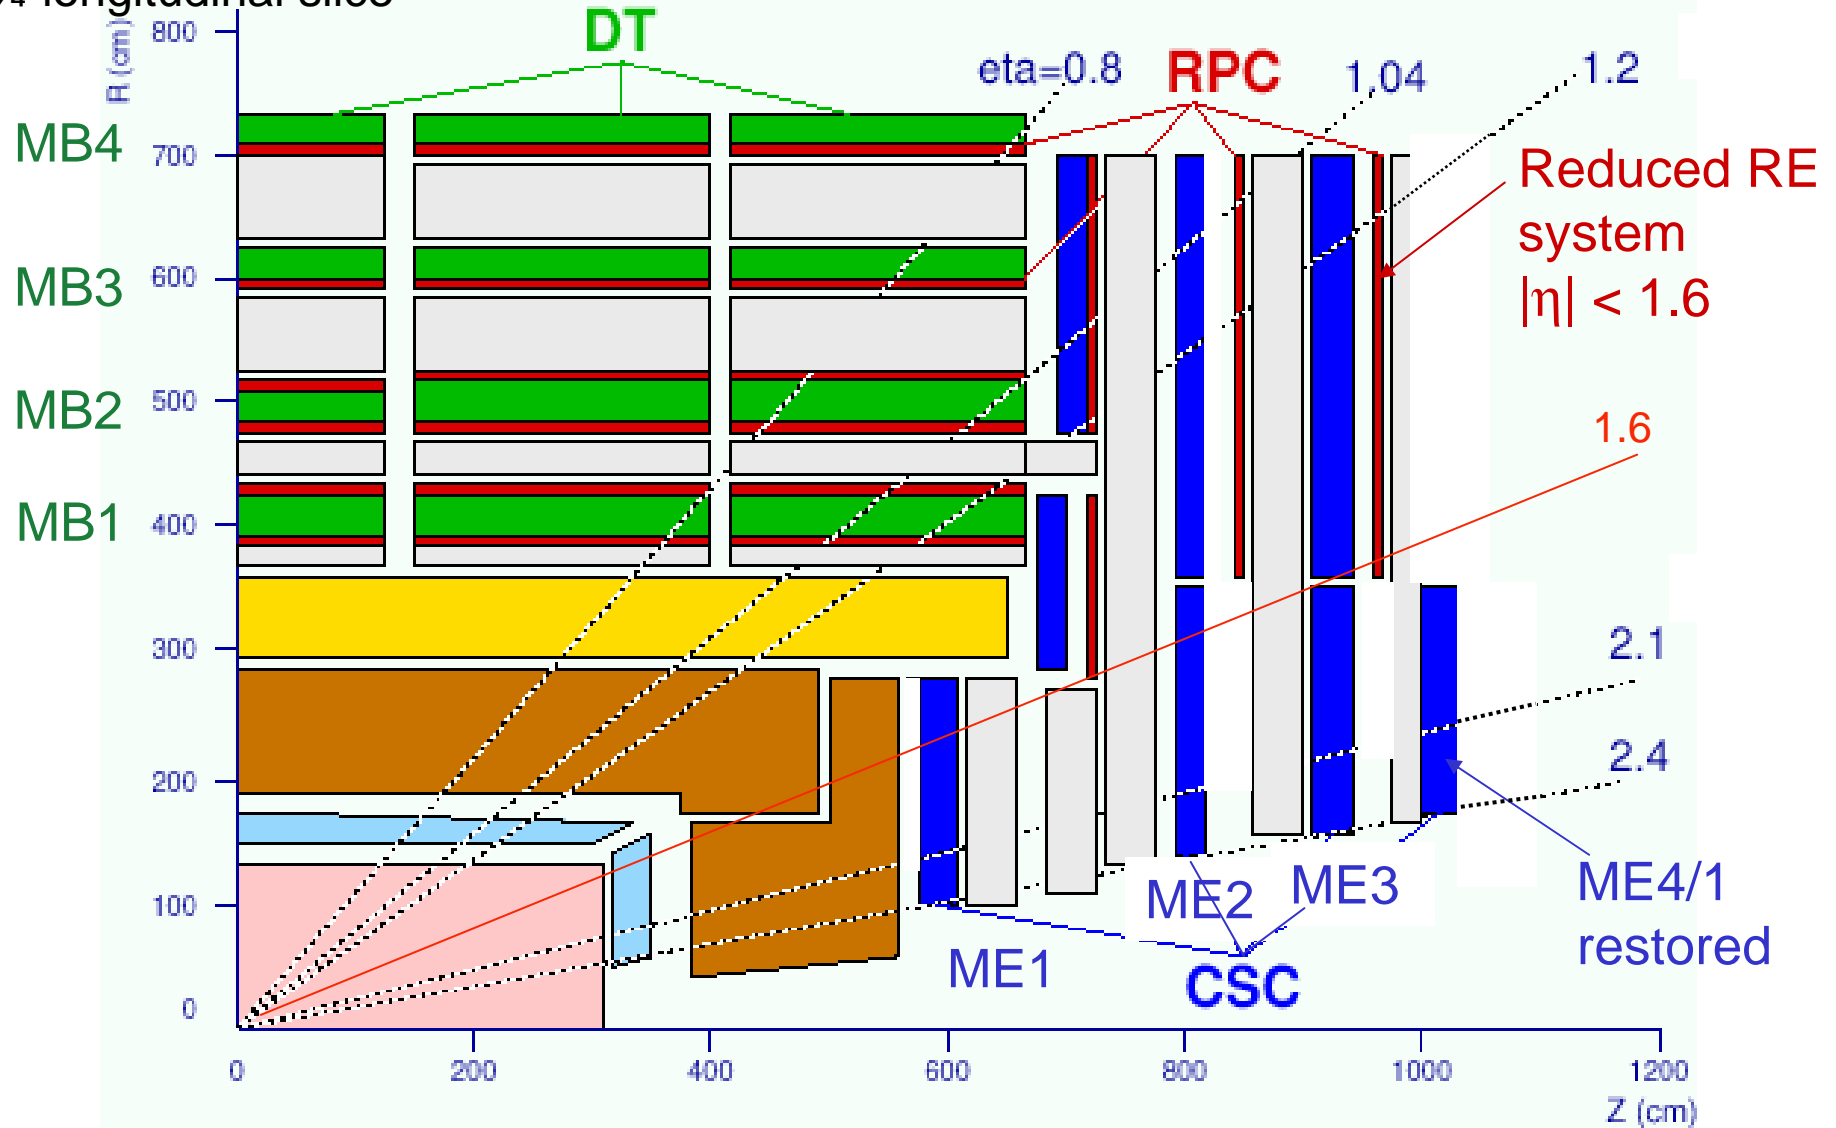 longitudinal slice
DT
eta=0.8
RPC
1.04
1.2
R (cm)
800
700
600
500
400
300
200
100
0
MB4
MB3
MB2
MB1
Reduced RE
system
|η| < 1.6
1.6
2.1
2.4
ME2
ME3
ME4/1
restored
ME1
CSC
0
200
400
600
800
1000
1200
Z (cm)